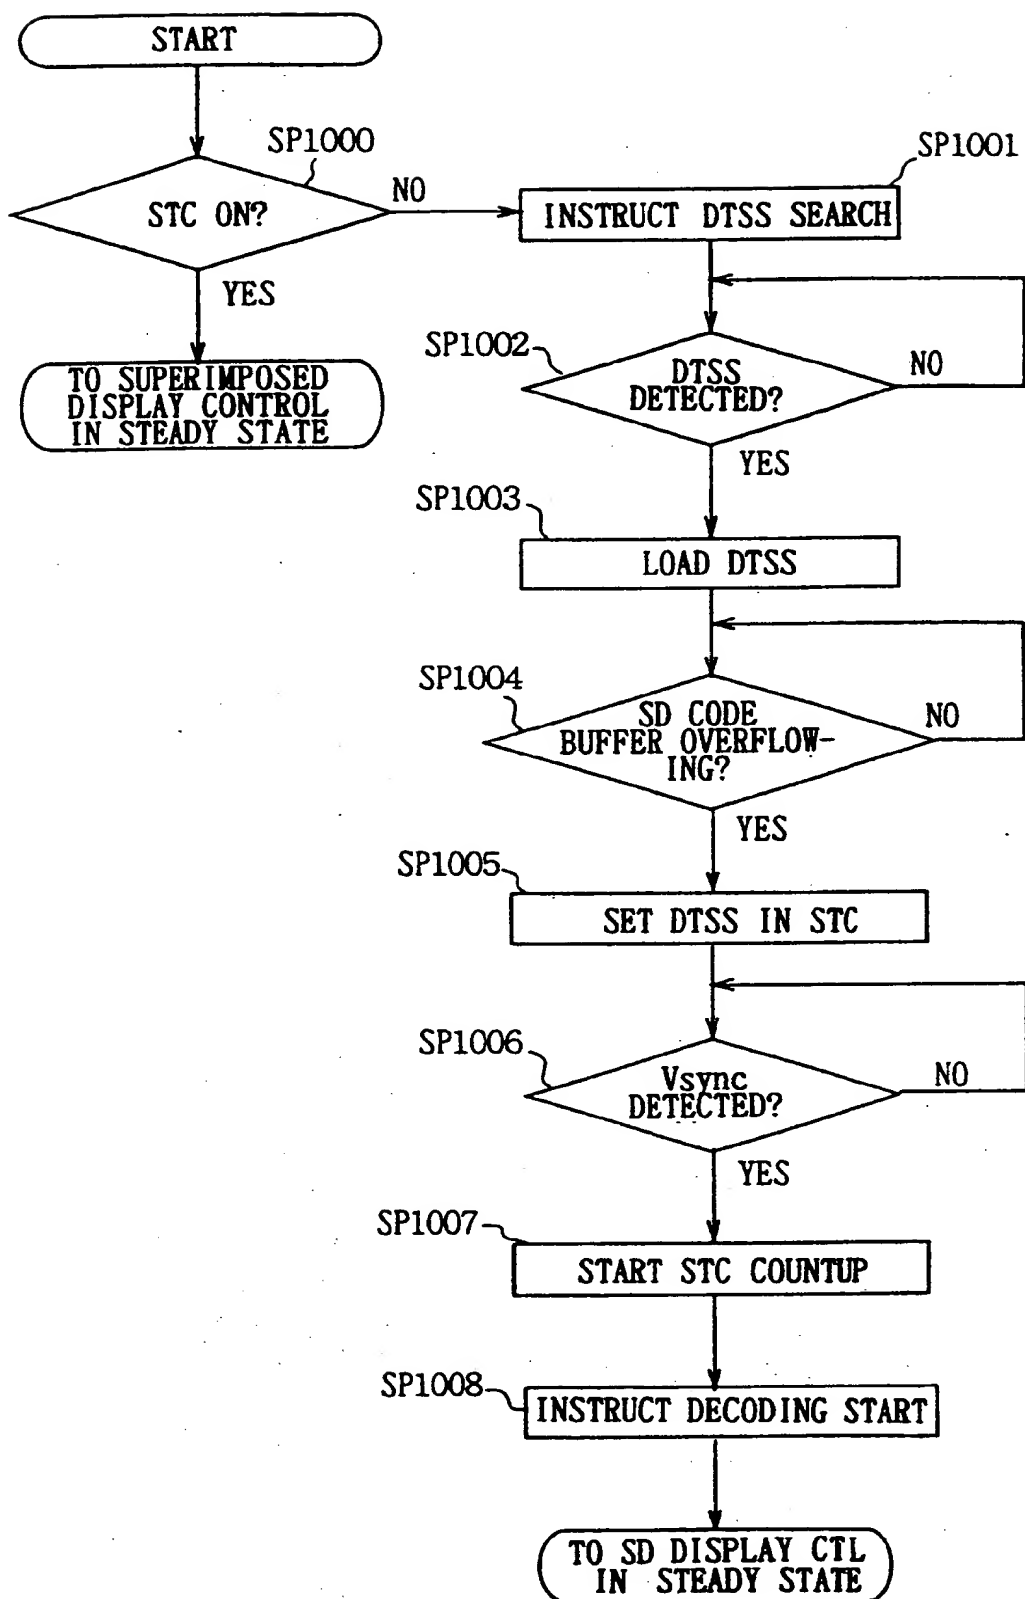 START
SP1000
STC ON?
NO
YES
TO SUPERIMPOSED
DISPLAY CONTROL
IN STEADY STATE
SP1001
INSTRUCT DTSS SEARCH
SP1002
DTSS
DETECTED?
NO
YES
SP1003
LOAD DTSS
SP1004
SD CODE
BUFFER OVERFLOW-
ING?
NO
YES
SP1005
SET DTSS IN STC
SP1006
Vsync
DETECTED?
NO
YES
SP1007
START STC COUNTUP
SP1008
INSTRUCT DECODING START
TO SD DISPLAY CTL
IN STEADY STATE